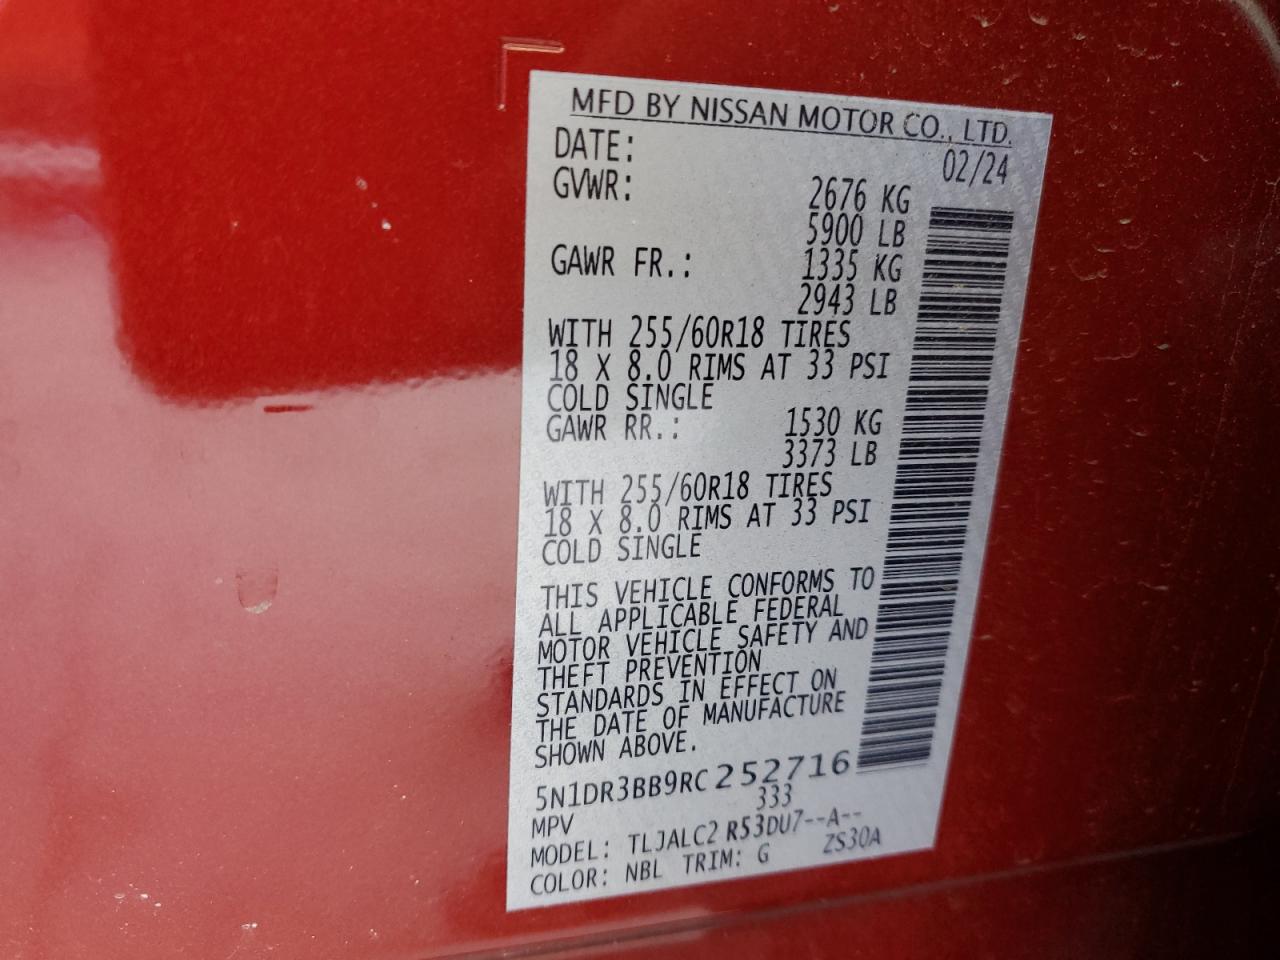 MFD BY NISSAN MOTOR CO., LTD.
DATE: 02/24
GVWR: 2676 KG
5900 LB
GAWR FR.: 1335 KG
2943 LB
WITH 255/60R18 TIRES
18 X 8.0 RIMS AT 33 PSI
COLD SINGLE
GAWR RR.: 1530 KG
3373 LB
WITH 255/60R18 TIRES
18 X 8.0 RIMS AT 33 PSI
COLD SINGLE
THIS VEHICLE CONFORMS TO
ALL APPLICABLE FEDERAL
MOTOR VEHICLE SAFETY AND
THEFT PREVENTION
STANDARDS IN EFFECT ON
THE DATE OF MANUFACTURE
SHOWN ABOVE.
5N1DR3BB9RC252716
MPV 333
MODEL: TLJALC2 R53DU7--A--
COLOR: NBL TRIM: G ZS30A